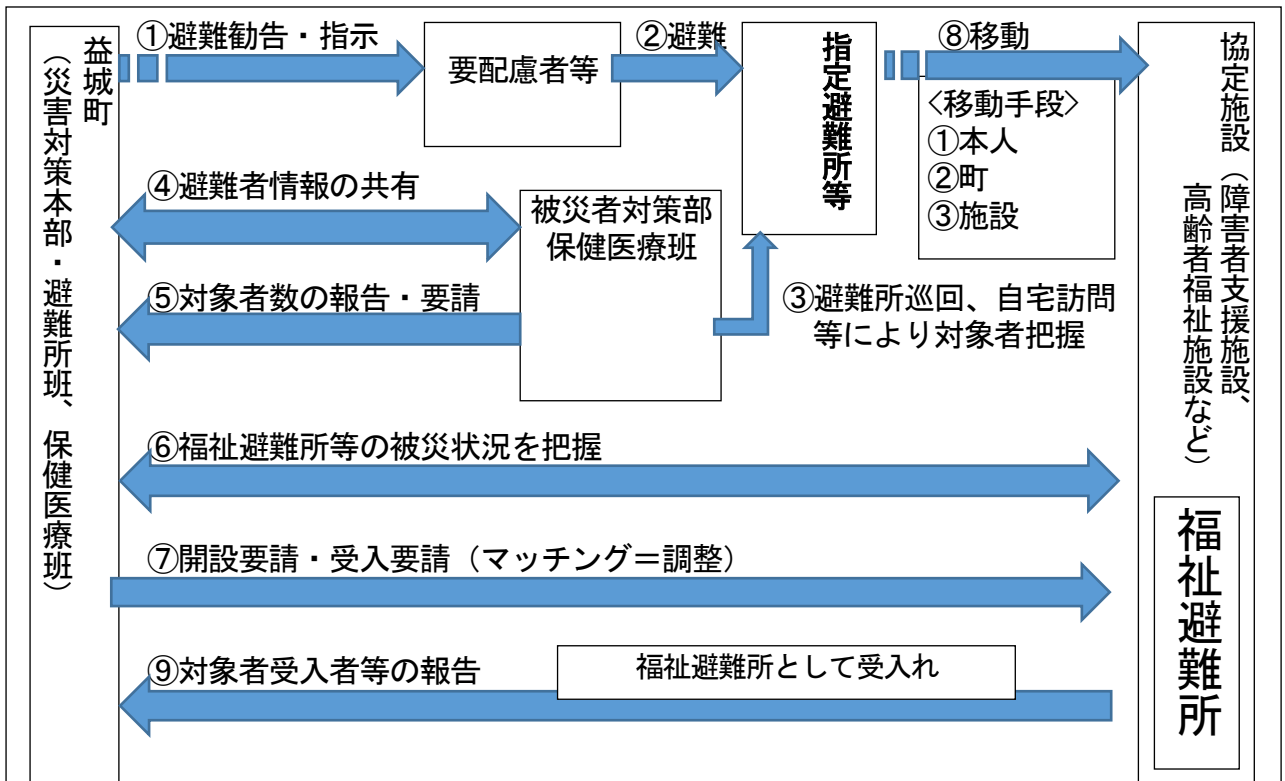 益城町
(災害対策本部・避難所班、保健医療班)
①避難勧告・指示
要配慮者等
②避難
指定避難所等
⑧移動
<移動手段>
①本人
②町
③施設
協定施設(障害者支援施設、
高齢者福祉施設など)
④避難者情報の共有
被災者対策部
保健医療班
⑤対象者数の報告・要請
③避難所巡回、自宅訪問
等により対象者把握
⑥福祉避難所等の被災状況を把握
⑦開設要請・受入要請(マッチング=調整)
福祉避難所
⑨対象者受入者等の報告
福祉避難所として受入れ